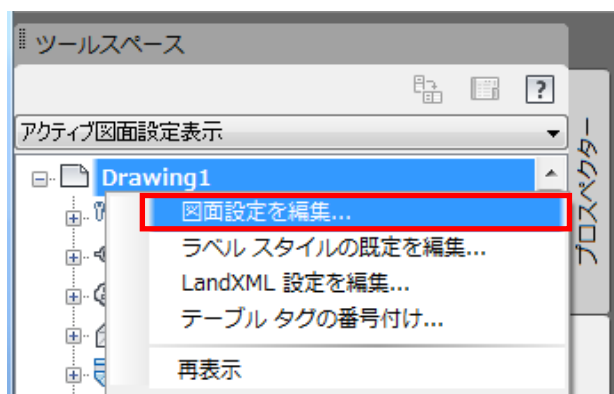 ツールスペース
?
アクティブ図面設定表示
Drawing1
図面設定を編集...
ラベル スタイルの既定を編集...
LandXML 設定を編集...
テーブル タグの番号付け...
再表示
プロスペクター